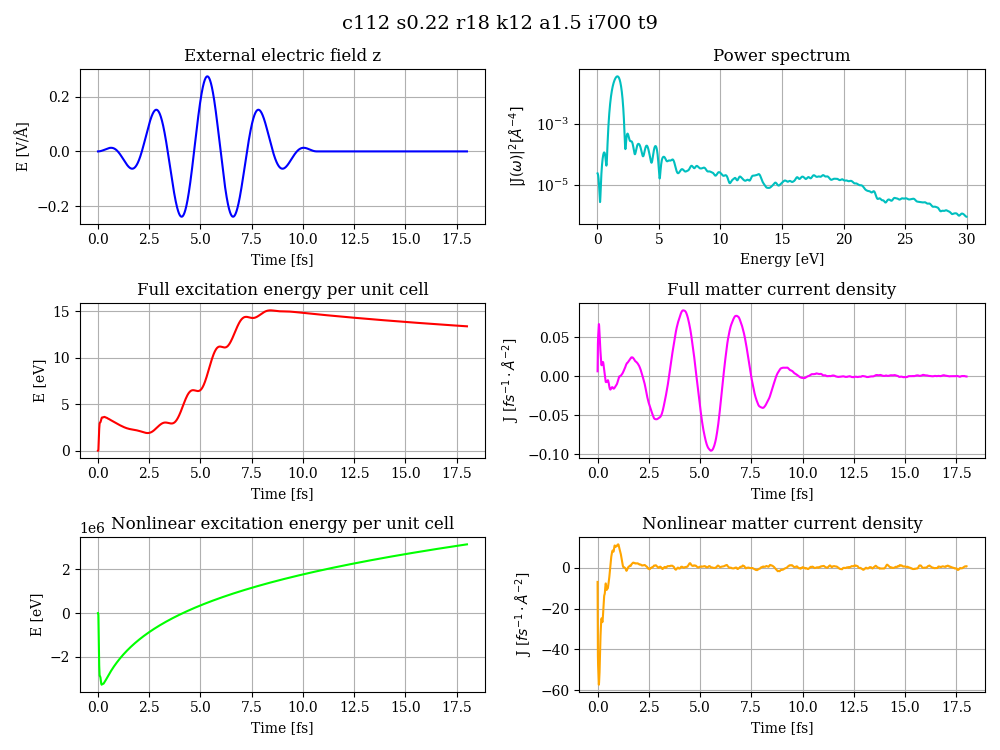 c112 s0.22 r18 k12 a1.5 i700 t9
External electric field z
E [V/Å]
0.2
0.0
−0.2
0.0 2.5 5.0 7.5 10.0 12.5 15.0 17.5
Time [fs]
Power spectrum
|J(ω)|² [Å⁻⁴]
10⁻³
10⁻⁵
0 5 10 15 20 25 30
Energy [eV]
Full excitation energy per unit cell
E [eV]
15
10
5
0
0.0 2.5 5.0 7.5 10.0 12.5 15.0 17.5
Time [fs]
Full matter current density
J [fs⁻¹ · Å⁻²]
0.05
0.00
−0.05
−0.10
0.0 2.5 5.0 7.5 10.0 12.5 15.0 17.5
Time [fs]
1e6 Nonlinear excitation energy per unit cell
E [eV]
2
0
−2
0.0 2.5 5.0 7.5 10.0 12.5 15.0 17.5
Time [fs]
Nonlinear matter current density
J [fs⁻¹ · Å⁻²]
0
−20
−40
−60
0.0 2.5 5.0 7.5 10.0 12.5 15.0 17.5
Time [fs]